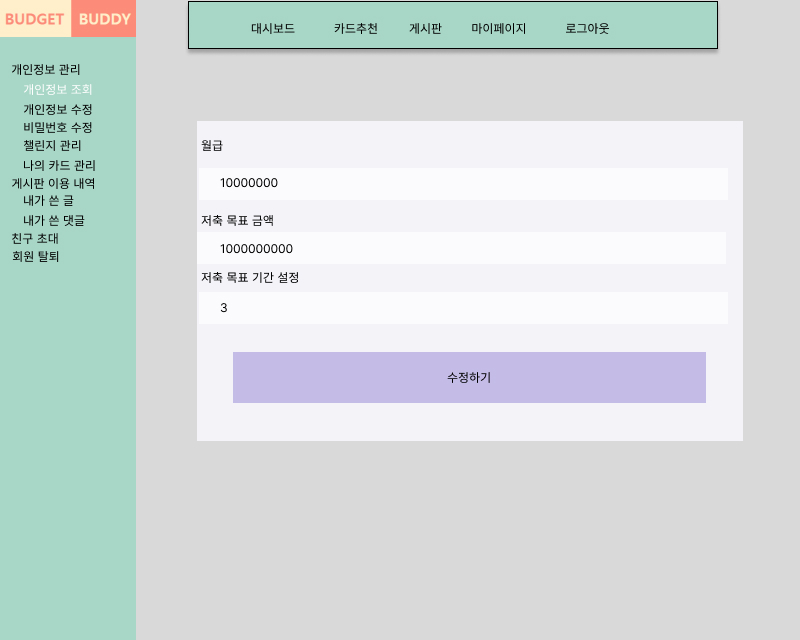 BUDGET BUDDY
대시보드 카드추천 게시판 마이페이지 로그아웃
개인정보 관리
개인정보 조회
개인정보 수정
비밀번호 수정
챌린지 관리
나의 카드 관리
게시판 이용 내역
내가 쓴 글
내가 쓴 댓글
친구 초대
회원 탈퇴
월급
10000000
저축 목표 금액
1000000000
저축 목표 기간 설정
3
수정하기